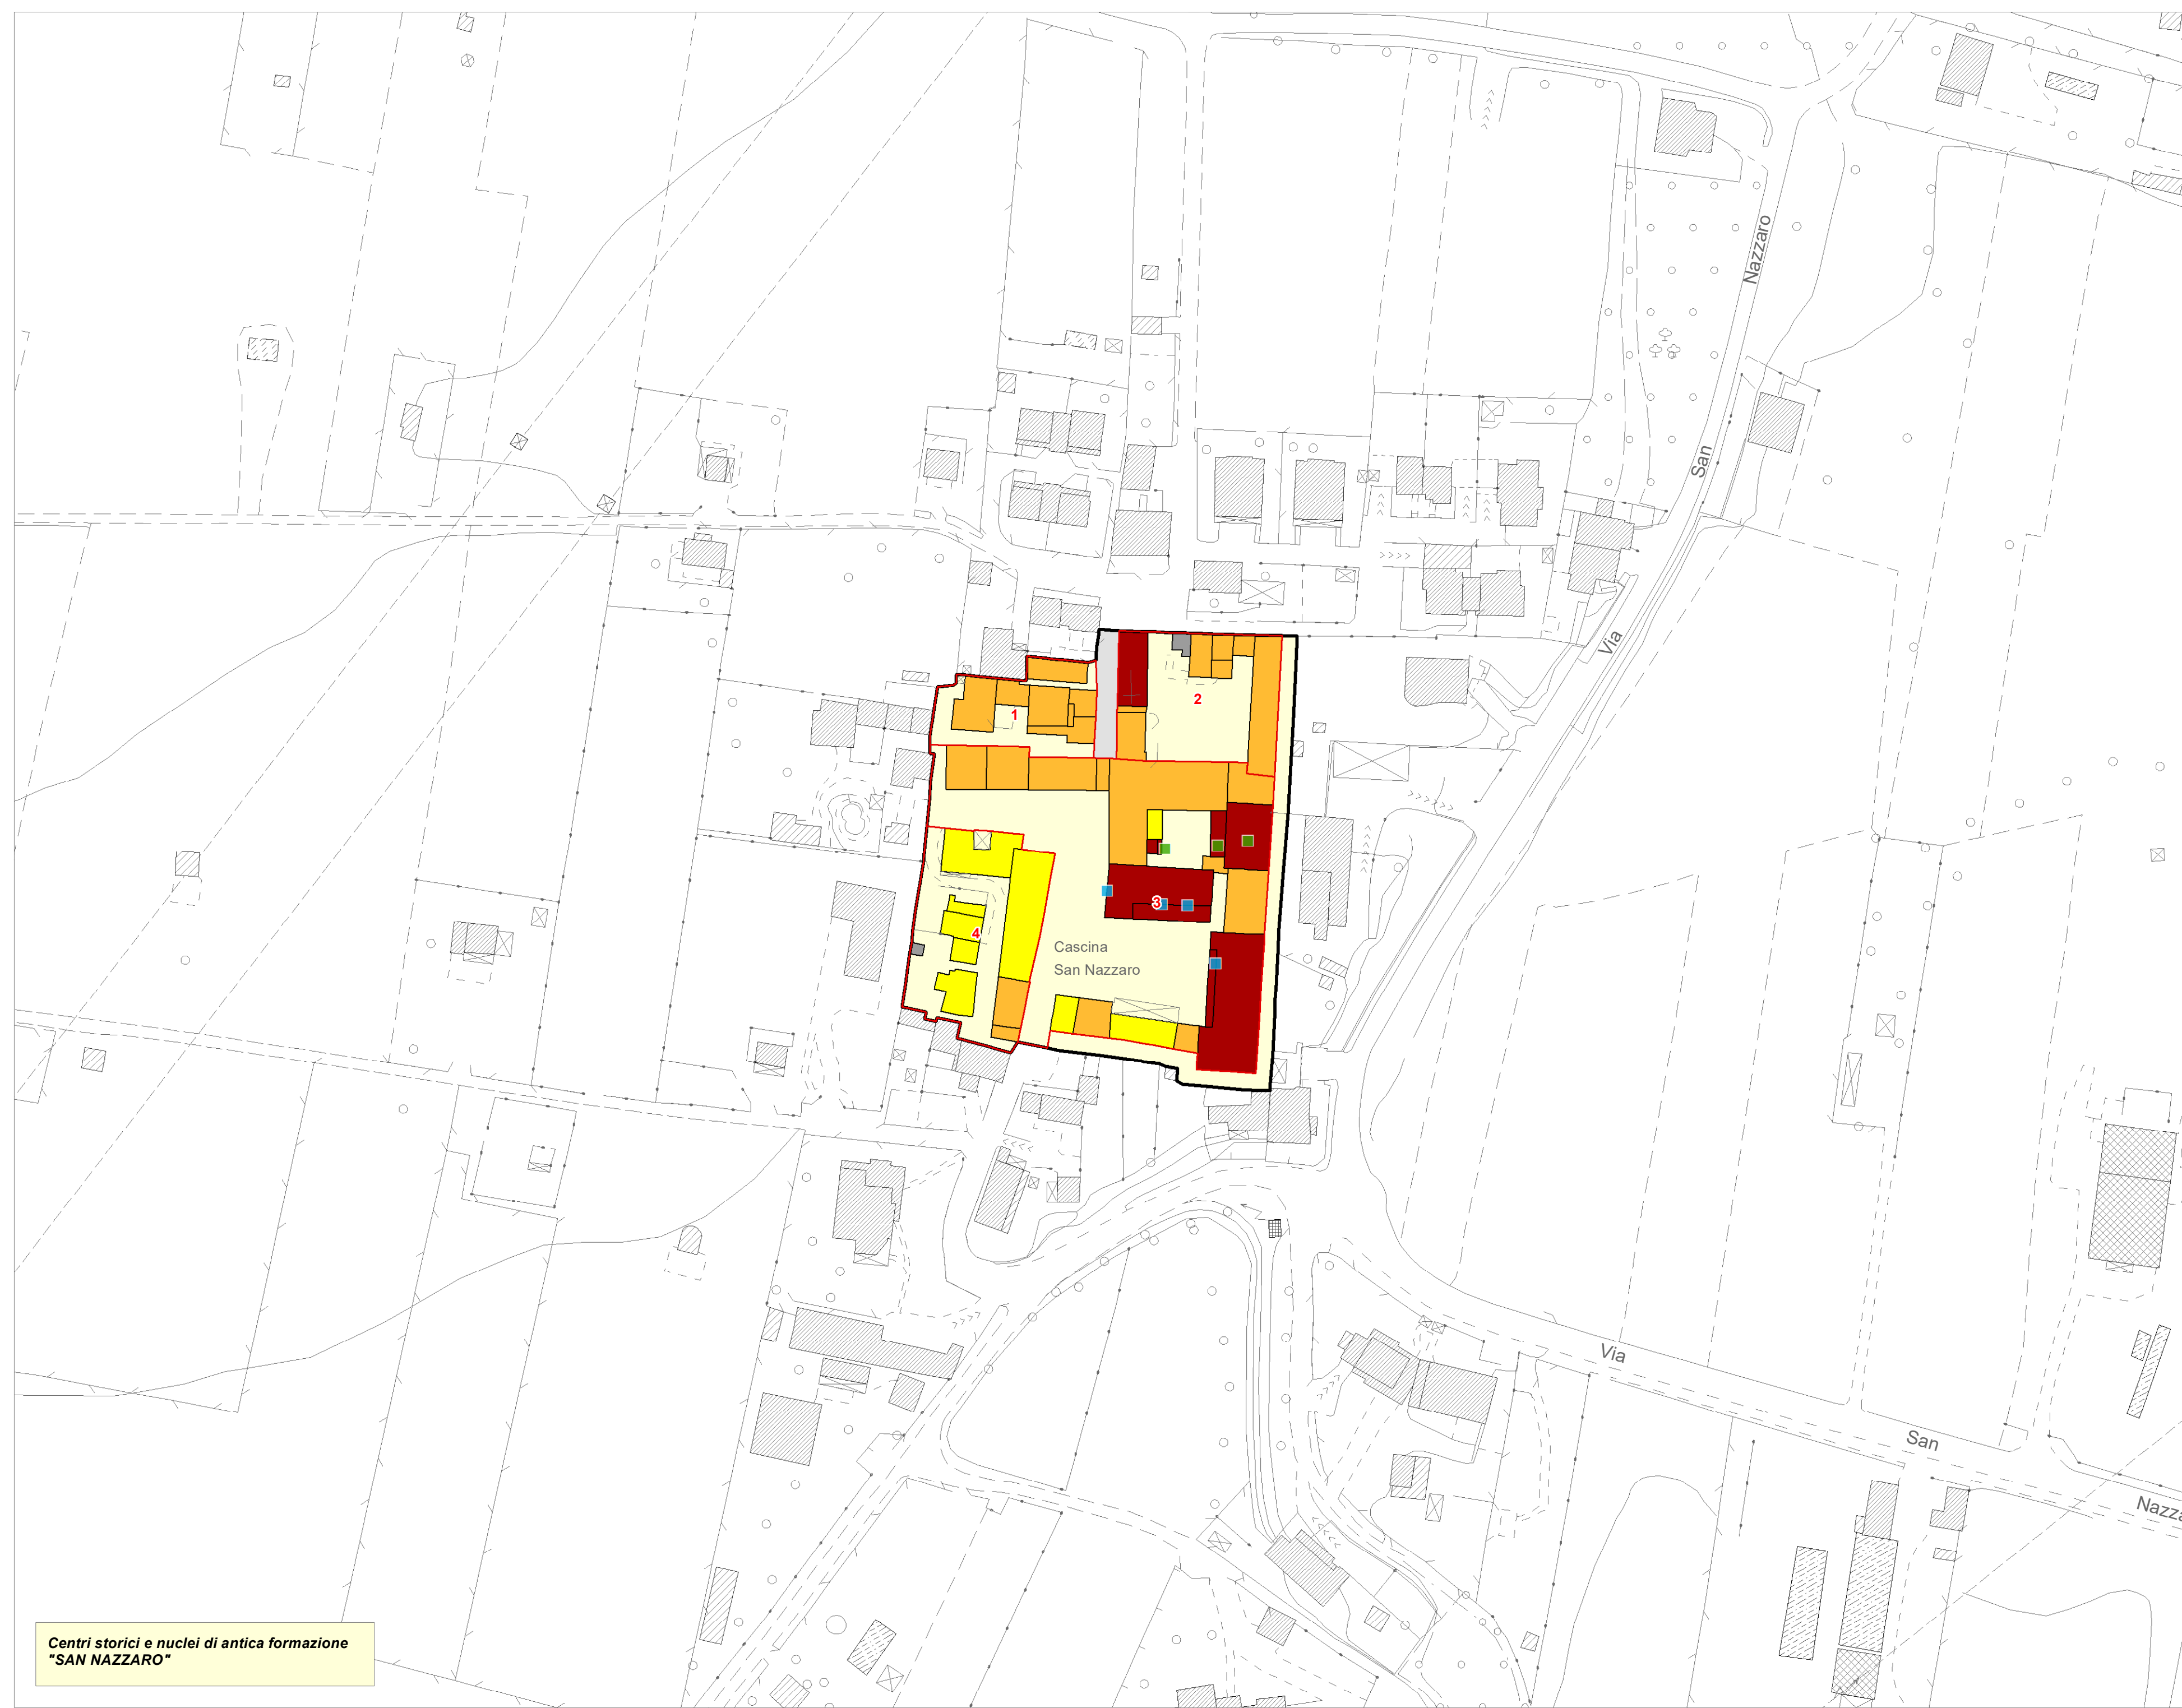 Nazzaro
San
Via
2
1
3
4
Cascina
San Nazzaro
Via
San
Centri storici e nuclei di antica formazione
"SAN NAZZARO"